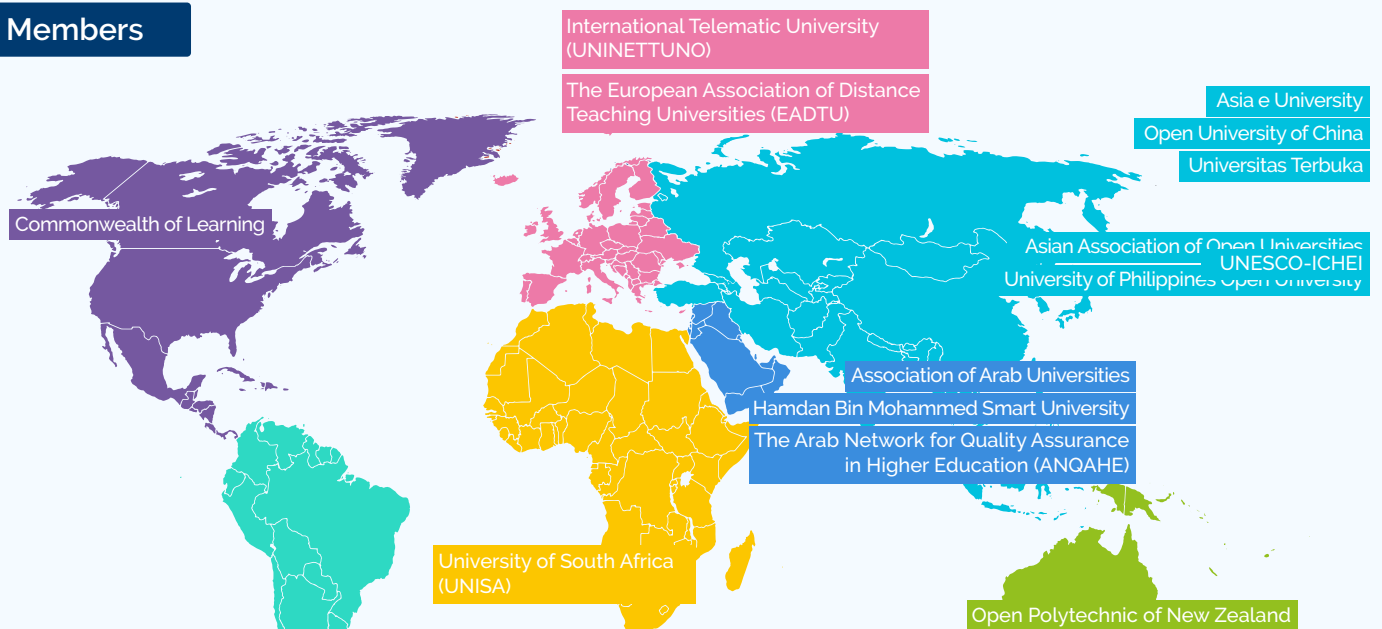 Members
International Telematic University
(UNINETTUNO)
The European Association of Distance
Teaching Universities (EADTU)
Asia e University
Open University of China
Universitas Terbuka
Commonwealth of Learning
Asian Association of Open Universities
UNESCO-ICHEI
University of Philippines Open University
Association of Arab Universities
Hamdan Bin Mohammed Smart University
The Arab Network for Quality Assurance
in Higher Education (ANQAHE)
University of South Africa
(UNISA)
Open Polytechnic of New Zealand